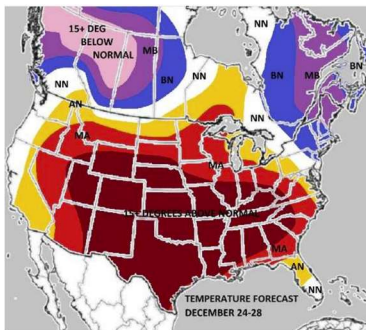 15+ DEG
BELOW
NORMAL
MB
NN
BN
NN
BN
MB
BN
NN
NN
AN
MA
MA
15+ DEGREES ABOVE NORMAL
MA
AN
NN
TEMPERATURE FORECAST
DECEMBER 24-28